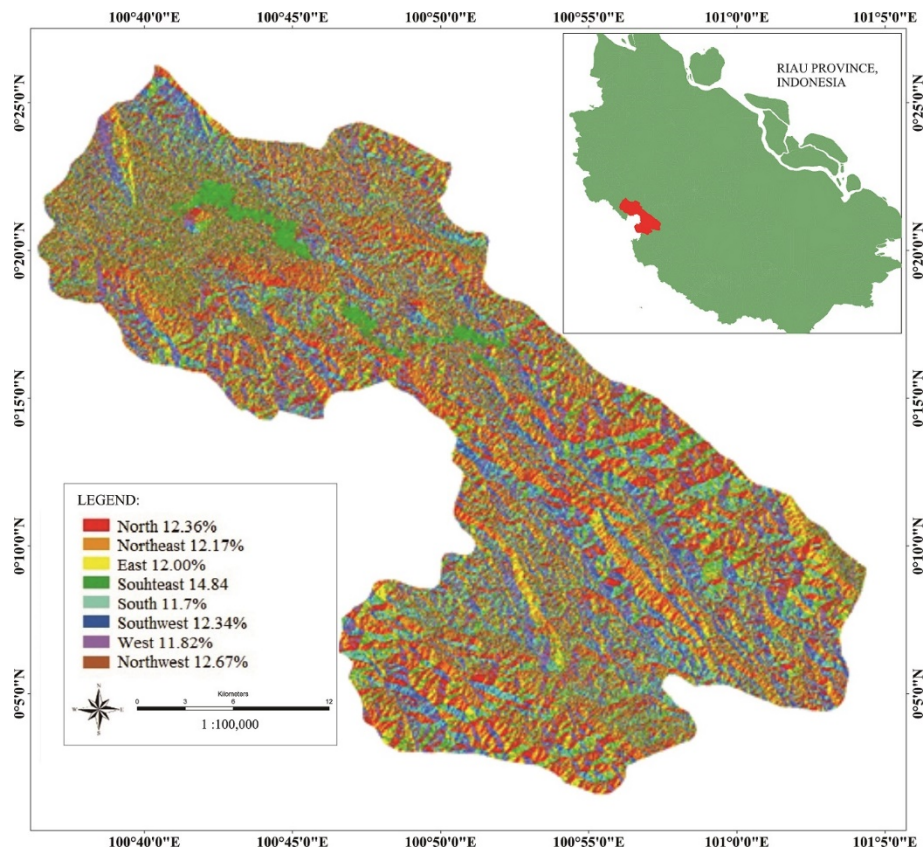 100°40'0"E 100°45'0"E 100°50'0"E 100°55'0"E 101°0'0"E 101°5'0"E
RIAU PROVINCE,
INDONESIA
0°25'0"N 0°25'0"N
0°20'0"N 0°20'0"N
0°15'0"N 0°15'0"N
LEGEND:
North 12.36%
Northeast 12.17%
East 12.00%
Souhteast 14.84
South 11.7%
Southwest 12.34%
West 11.82%
Northwest 12.67%
0°10'0"N 0°10'0"N
N
W E
S
Kilometers
0 3 6 12
1 :100,000
0°5'0"N 0°5'0"N
100°40'0"E 100°45'0"E 100°50'0"E 100°55'0"E 101°0'0"E 101°5'0"E